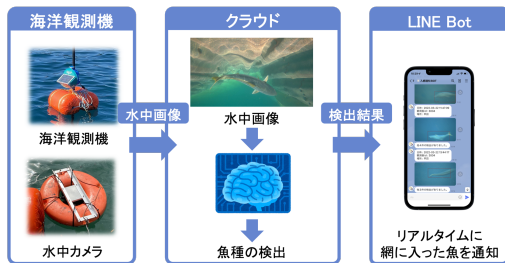 海洋観測機
クラウド
LINE Bot
海洋観測機
水中カメラ
水中画像
水中画像
魚種の検出
検出結果
リアルタイムに
網に入った魚を通知